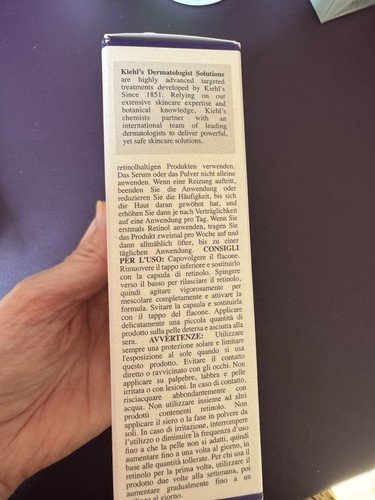 Kiehl's Dermatologist Solutions
are highly advanced targeted
treatments developed by Kiehl's
Since 1851. Relying on our
extensive skincare expertise and
botanical knowledge, Kiehl's
chemists partner with an
international team of leading
dermatologists to deliver powerful,
yet safe skincare solutions.
retinolhaltigen Produkten verwenden.
Das Serum oder das Pulver nicht alleine
anwenden. Wenn eine Reizung auftritt,
beenden Sie die Anwendung oder
reduzieren Sie die Häufigkeit, bis sich
die Haut daran gewöhnt hat, und
erhöhen Sie dann je nach Verträglichkeit
auf eine Anwendung pro Tag. Wenn Sie
erstmals Retinol anwenden, tragen Sie
das Produkt zweimal pro Woche auf und
dann allmählich öfter, bis zu einer
täglichen Anwendung. CONSIGLI
PER L'USO: Capovolgere il flacone.
Rimuovere il tappo inferiore e sostituirlo
con la capsula di retinolo. Spingere
verso il basso per rilasciare il retinolo,
quindi agitare vigorosamente per
mescolare completamente e attivare la
formula. Svitare la capsula e sostituirla
con il tappo del flacone. Applicare
delicatamente una piccola quantità di
prodotto sulla pelle detersa e asciutta alla
sera. AVVERTENZE: Utilizzare
sempre una protezione solare e limitare
l'esposizione al sole quando si usa
questo prodotto. Evitare il contatto
diretto o ravvicinato con gli occhi. Non
applicare su palpebre, labbra e pelle
irritata o con lesioni. In caso di contatto,
risciacquare abbondantemente con
acqua. Non utilizzare insieme ad altri
prodotti contenenti retinolo. Non
applicare il siero o la fase in polvere da
soli. In caso di irritazione, interrompere
l'utilizzo o diminuire la frequenza d'uso
fino a che la pelle non si adatti, quindi
aumentare fino a una volta al giorno, in
base alle quantità tollerate. Per chi usa il
retinolo per la prima volta, utilizzare il
prodotto due volte alla settimana, poi
aumentare gradualmente fino a un
al giorno.